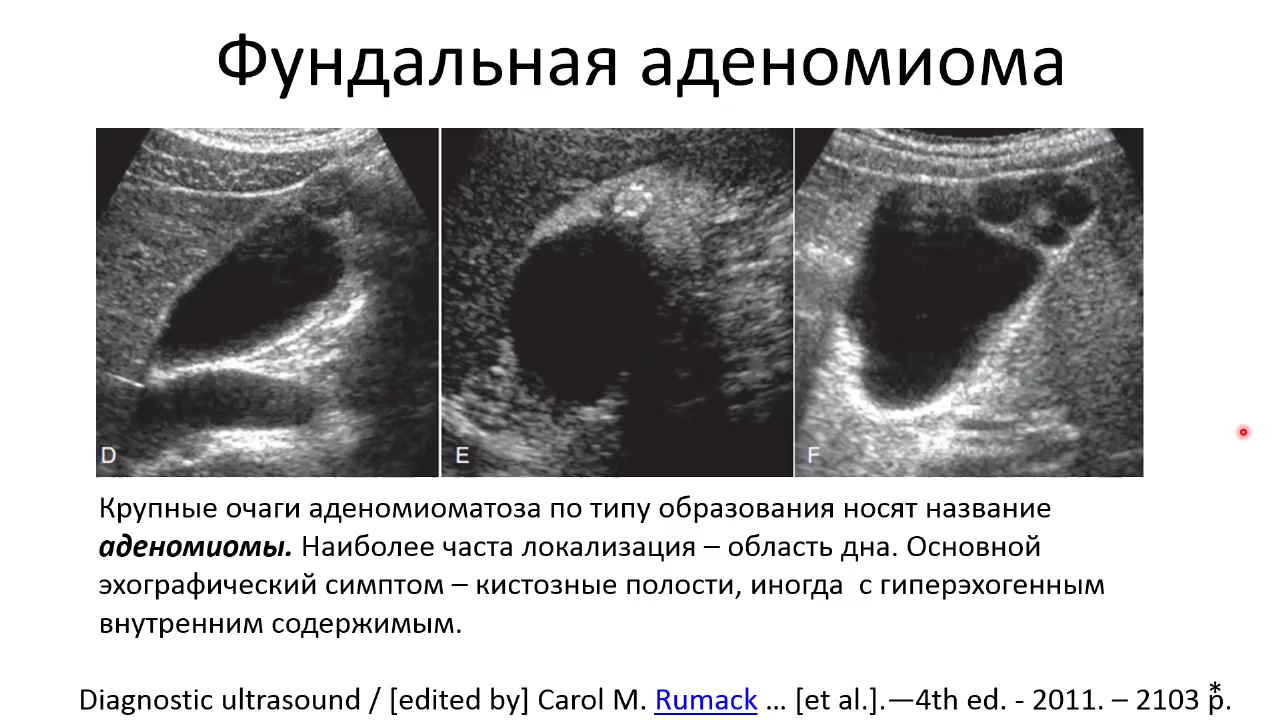 Фундальная аденомиома
D E F
Крупные очаги аденомиоматоза по типу образования носят название
аденомиомы. Наиболее часта локализация – область дна. Основной
эхографический симптом – кистозные полости, иногда с гиперэхогенным
внутренним содержимым.
*
Diagnostic ultrasound / [edited by] Carol M. Rumack … [et al.].—4th ed. - 2011. – 2103 p.